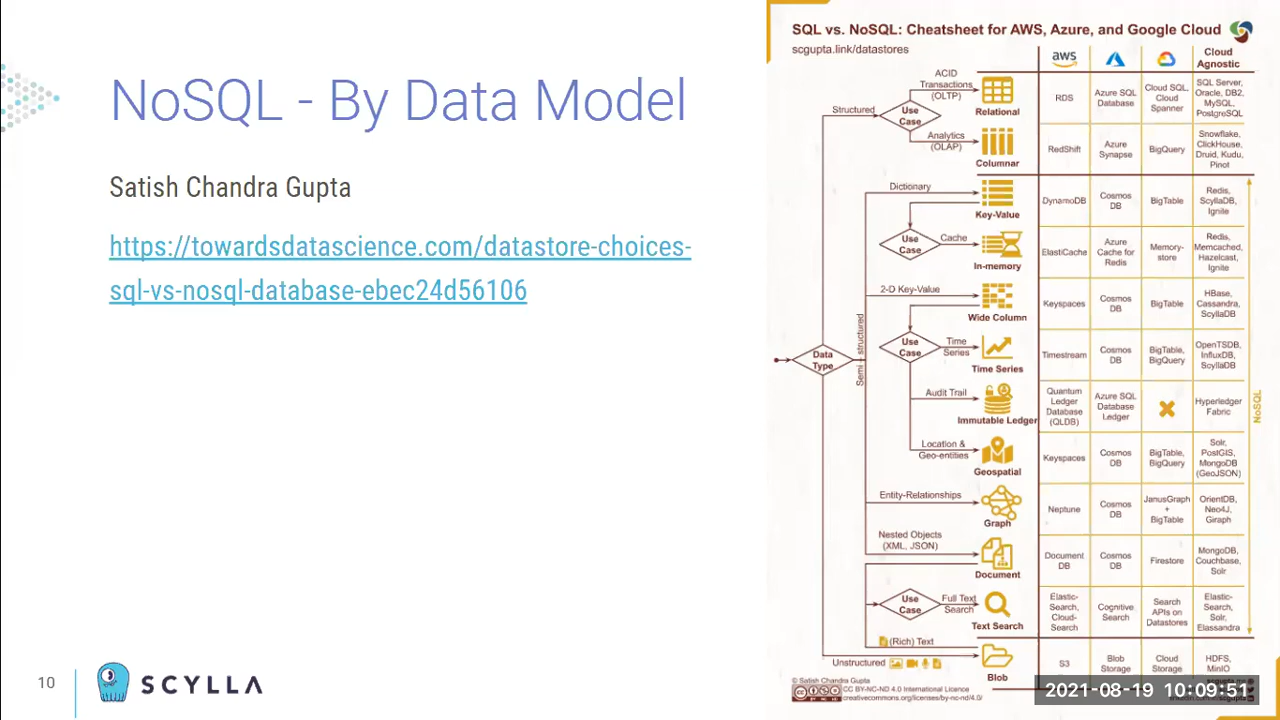 NoSQL - By Data Model
Satish Chandra Gupta
https://towardsdatascience.com/datastore-choices-
sql-vs-nosql-database-ebec24d56106
10
SCYLLA
SQL vs. NoSQL: Cheatsheet for AWS, Azure, and Google Cloud
scgupta.link/datastores
aws
Cloud
Agnostic
Data
Type
Structured
Semi-structured
Unstructured
Use
Case
ACID
Transactions
(OLTP)
Relational
RDS
Azure SQL
Database
Cloud SQL,
Cloud
Spanner
SQL Server,
Oracle, DB2,
MySQL,
PostgreSQL
Analytics
(OLAP)
Columnar
RedShift
Azure
Synapse
BigQuery
Snowflake,
ClickHouse,
Druid, Kudu,
Pinot
Dictionary
Key-Value
DynamoDB
Cosmos
DB
BigTable
Redis,
ScyllaDB,
Ignite
Use
Case
Cache
In-memory
ElastiCache
Azure
Cache for
Redis
Memory-
store
Redis,
Memcached,
Hazelcast,
Ignite
2-D Key-Value
Wide Column
Keyspaces
Cosmos
DB
BigTable
HBase,
Cassandra,
ScyllaDB
Use
Case
Time
Series
Time Series
Timestream
Cosmos
DB
BigTable,
BigQuery
OpenTSDB,
InfluxDB,
ScyllaDB
Audit Trail
Immutable Ledger
Quantum
Ledger
Database
(QLDB)
Azure SQL
Database
Ledger
Hyperledger
Fabric
Location &
Geo-entities
Geospatial
Keyspaces
Cosmos
DB
BigTable,
BigQuery
Solr,
PostGIS,
MongoDB
(GeoJSON)
Entity-Relationships
Graph
Neptune
Cosmos
DB
JanusGraph
+
BigTable
OrientDB,
Neo4J,
Giraph
Nested Objects
(XML, JSON)
Document
Document
DB
Cosmos
DB
Firestore
MongoDB,
Couchbase,
Solr
Use
Case
Full Text
Search
Text Search
Elastic-
Search,
Cloud-
Search
Cognitive
Search
Search
APIs on
Datastores
Elastic-
Search,
Solr,
Elassandra
(Rich) Text
Blob
S3
Blob
Storage
Cloud
Storage
HDFS,
MinIO
NoSQL
© Satish Chandra Gupta
CC BY-NC-ND 4.0 International Licence
creativecommons.org/licenses/by-nc-nd/4.0/
2021-08-19 10:09:51